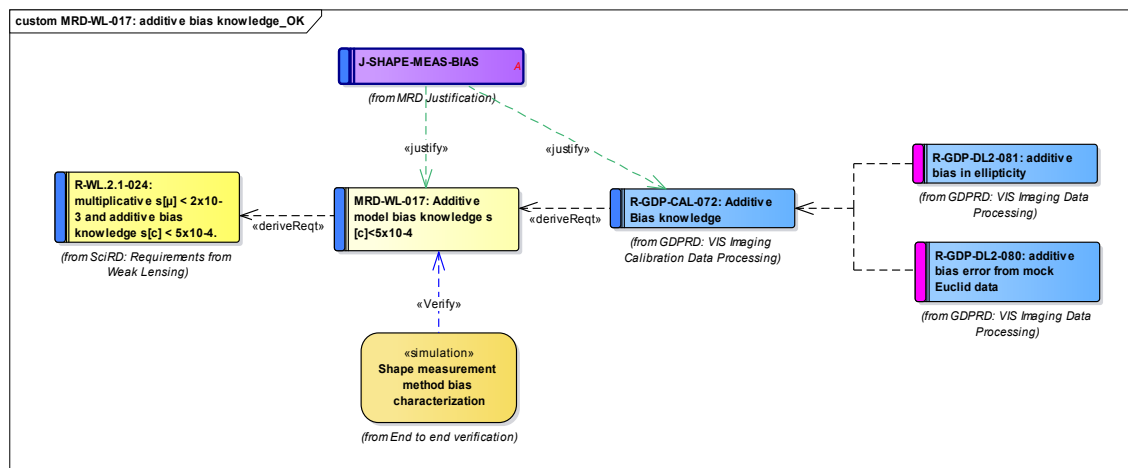 custom MRD-WL-017: additive bias knowledge_OK
J-SHAPE-MEAS-BIAS
A
(from MRD Justification)
«justify»
«justify»
R-WL.2.1-024:
multiplicative s[µ] < 2x10-
3 and additive bias
knowledge s[c] < 5x10-4.
(from SciRD: Requirements from
Weak Lensing)
«deriveReqt»
MRD-WL-017: Additive
model bias knowledge s
[c]<5x10-4
«deriveReqt»
R-GDP-CAL-072: Additive
Bias knowledge
(from GDPRD: VIS Imaging
Calibration Data Processing)
R-GDP-DL2-081: additive
bias in ellipticity
(from GDPRD: VIS Imaging Data
Processing)
R-GDP-DL2-080: additive
bias error from mock
Euclid data
(from GDPRD: VIS Imaging Data
Processing)
«Verify»
«simulation»
Shape measurement
method bias
characterization
(from End to end verification)